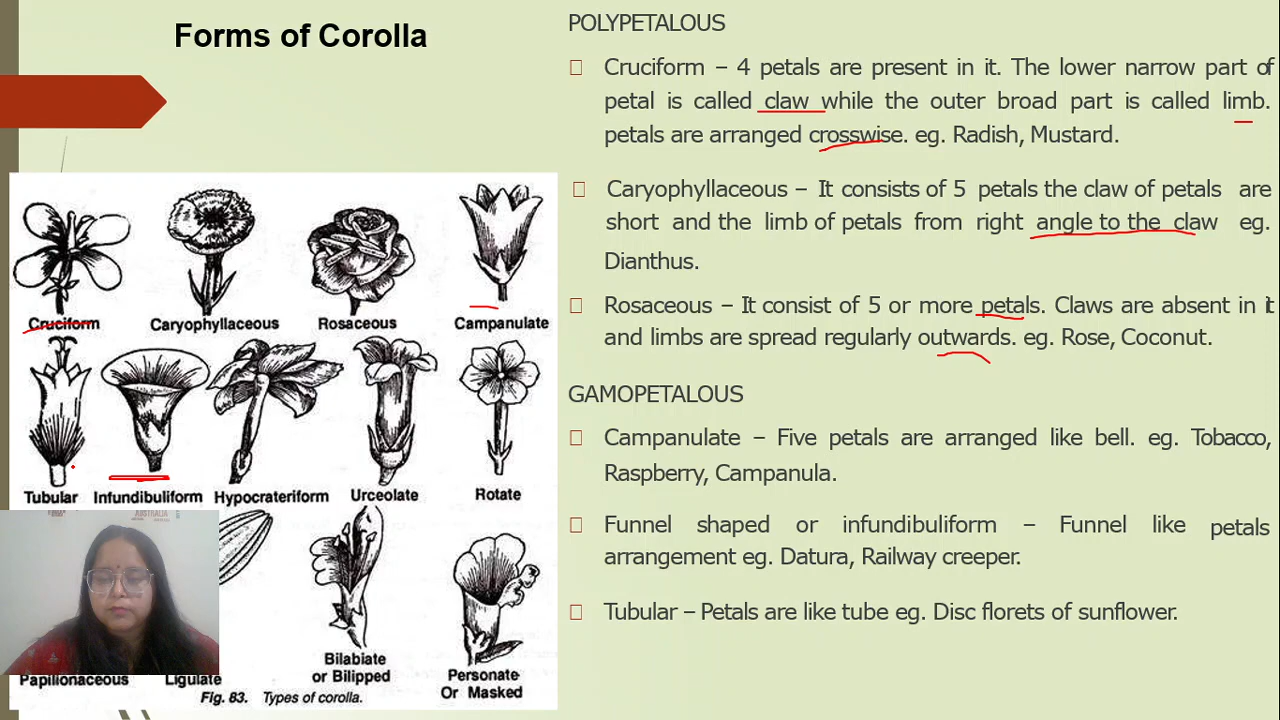 Forms of Corolla
POLYPETALOUS
Cruciform – 4 petals are present in it. The lower narrow part of
petal is called claw while the outer broad part is called limb.
petals are arranged crosswise. eg. Radish, Mustard.
Caryophyllaceous – It consists of 5 petals the claw of petals are
short and the limb of petals from right angle to the claw eg.
Dianthus.
Rosaceous – It consist of 5 or more petals. Claws are absent in it
and limbs are spread regularly outwards. eg. Rose, Coconut.
GAMOPETALOUS
Campanulate – Five petals are arranged like bell. eg. Tobacco,
Raspberry, Campanula.
Funnel shaped or infundibuliform – Funnel like petals
arrangement eg. Datura, Railway creeper.
Tubular – Petals are like tube eg. Disc florets of sunflower.
Cruciform Caryophyllaceous Rosaceous Campanulate
Tubular Infundibuliform Hypocrateriform Urceolate Rotate
Papilionaceous Ligulate Bilabiate
or Bilipped Personate
Or Masked
Fig. 83. Types of corolla.